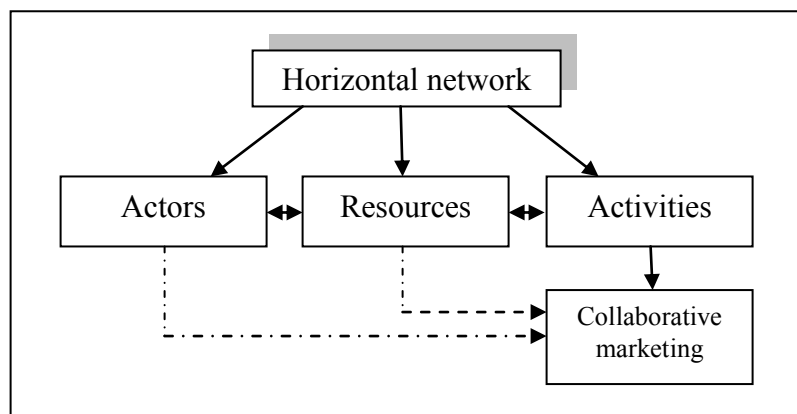 Horizontal network
Actors
Resources
Activities
Collaborative
marketing